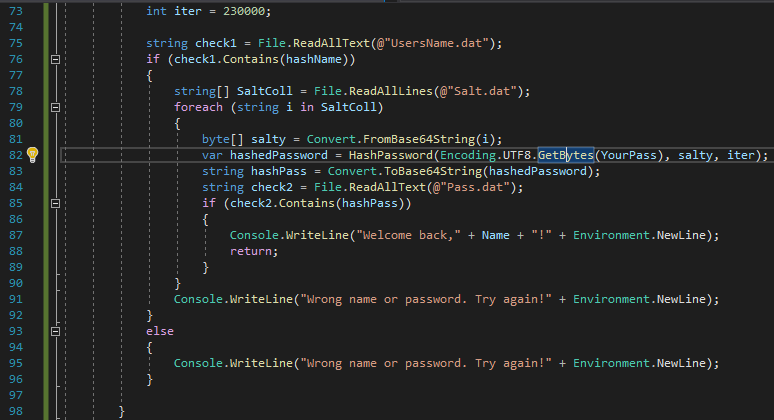 73 int iter = 230000;
74
75 string check1 = File.ReadAllText(@"UsersName.dat");
76 if (check1.Contains(hashName))
77 {
78 string[] SaltColl = File.ReadAllLines(@"Salt.dat");
79 foreach (string i in SaltColl)
80 {
81 byte[] salty = Convert.FromBase64String(i);
82 var hashedPassword = HashPassword(Encoding.UTF8.GetBytes(YourPass), salty, iter);
83 string hashPass = Convert.ToBase64String(hashedPassword);
84 string check2 = File.ReadAllText(@"Pass.dat");
85 if (check2.Contains(hashPass))
86 {
87 Console.WriteLine("Welcome back," + Name + "!" + Environment.NewLine);
88 return;
89 }
90 }
91 Console.WriteLine("Wrong name or password. Try again!" + Environment.NewLine);
92 }
93 else
94 {
95 Console.WriteLine("Wrong name or password. Try again!" + Environment.NewLine);
96 }
97
98 }